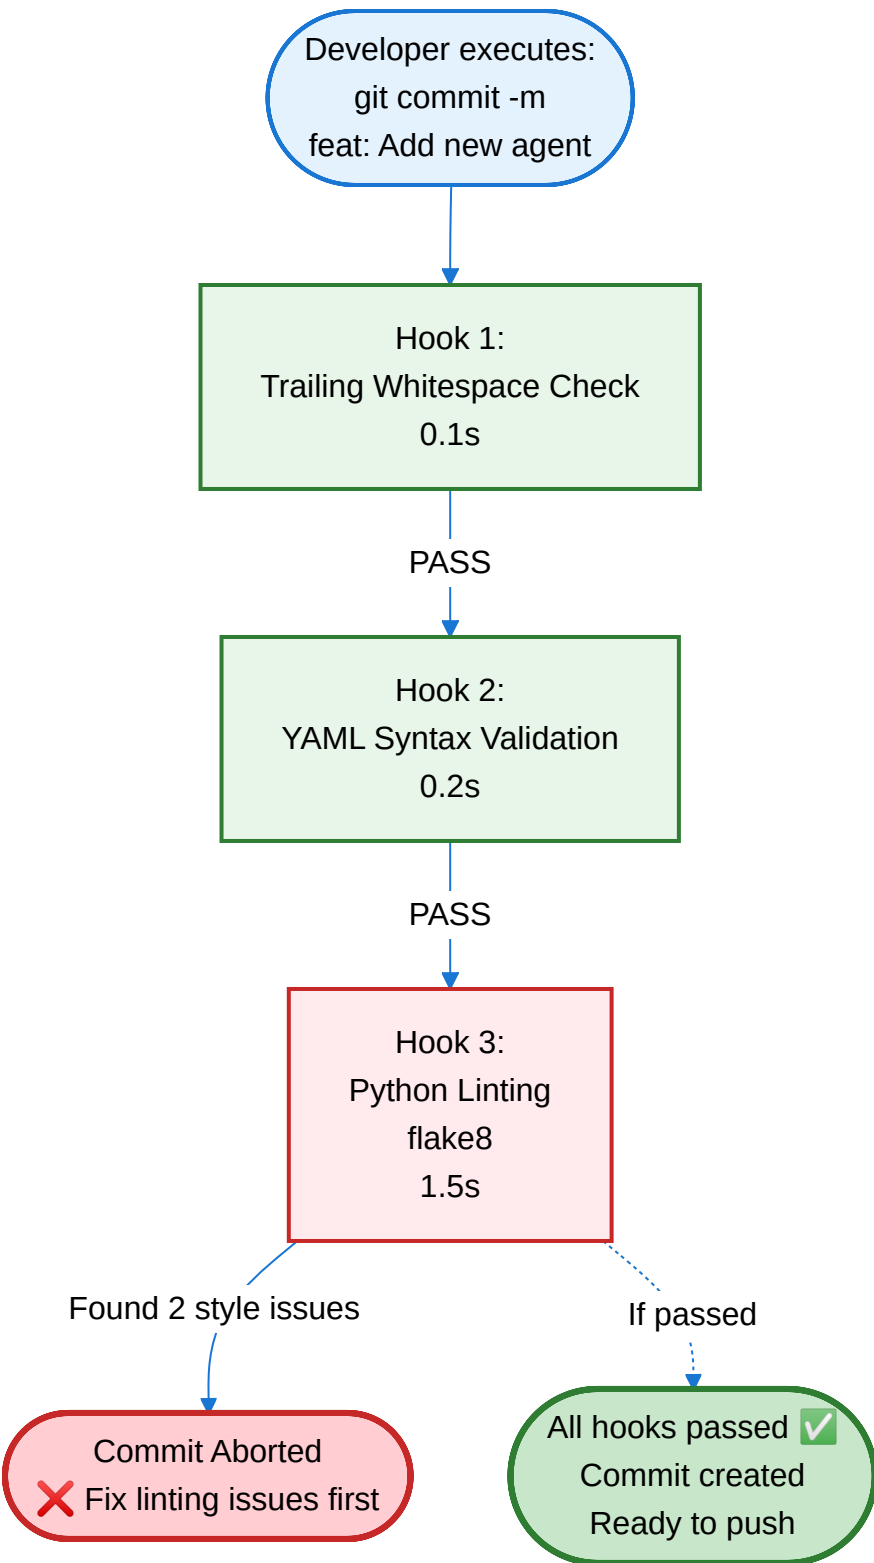 Developer executes:
git commit -m
feat: Add new agent
Hook 1:
Trailing Whitespace Check
0.1s
PASS
Hook 2:
YAML Syntax Validation
0.2s
PASS
Hook 3:
Python Linting
flake8
1.5s
Found 2 style issues
If passed
Commit Aborted
❌ Fix linting issues first
All hooks passed ✅
Commit created
Ready to push